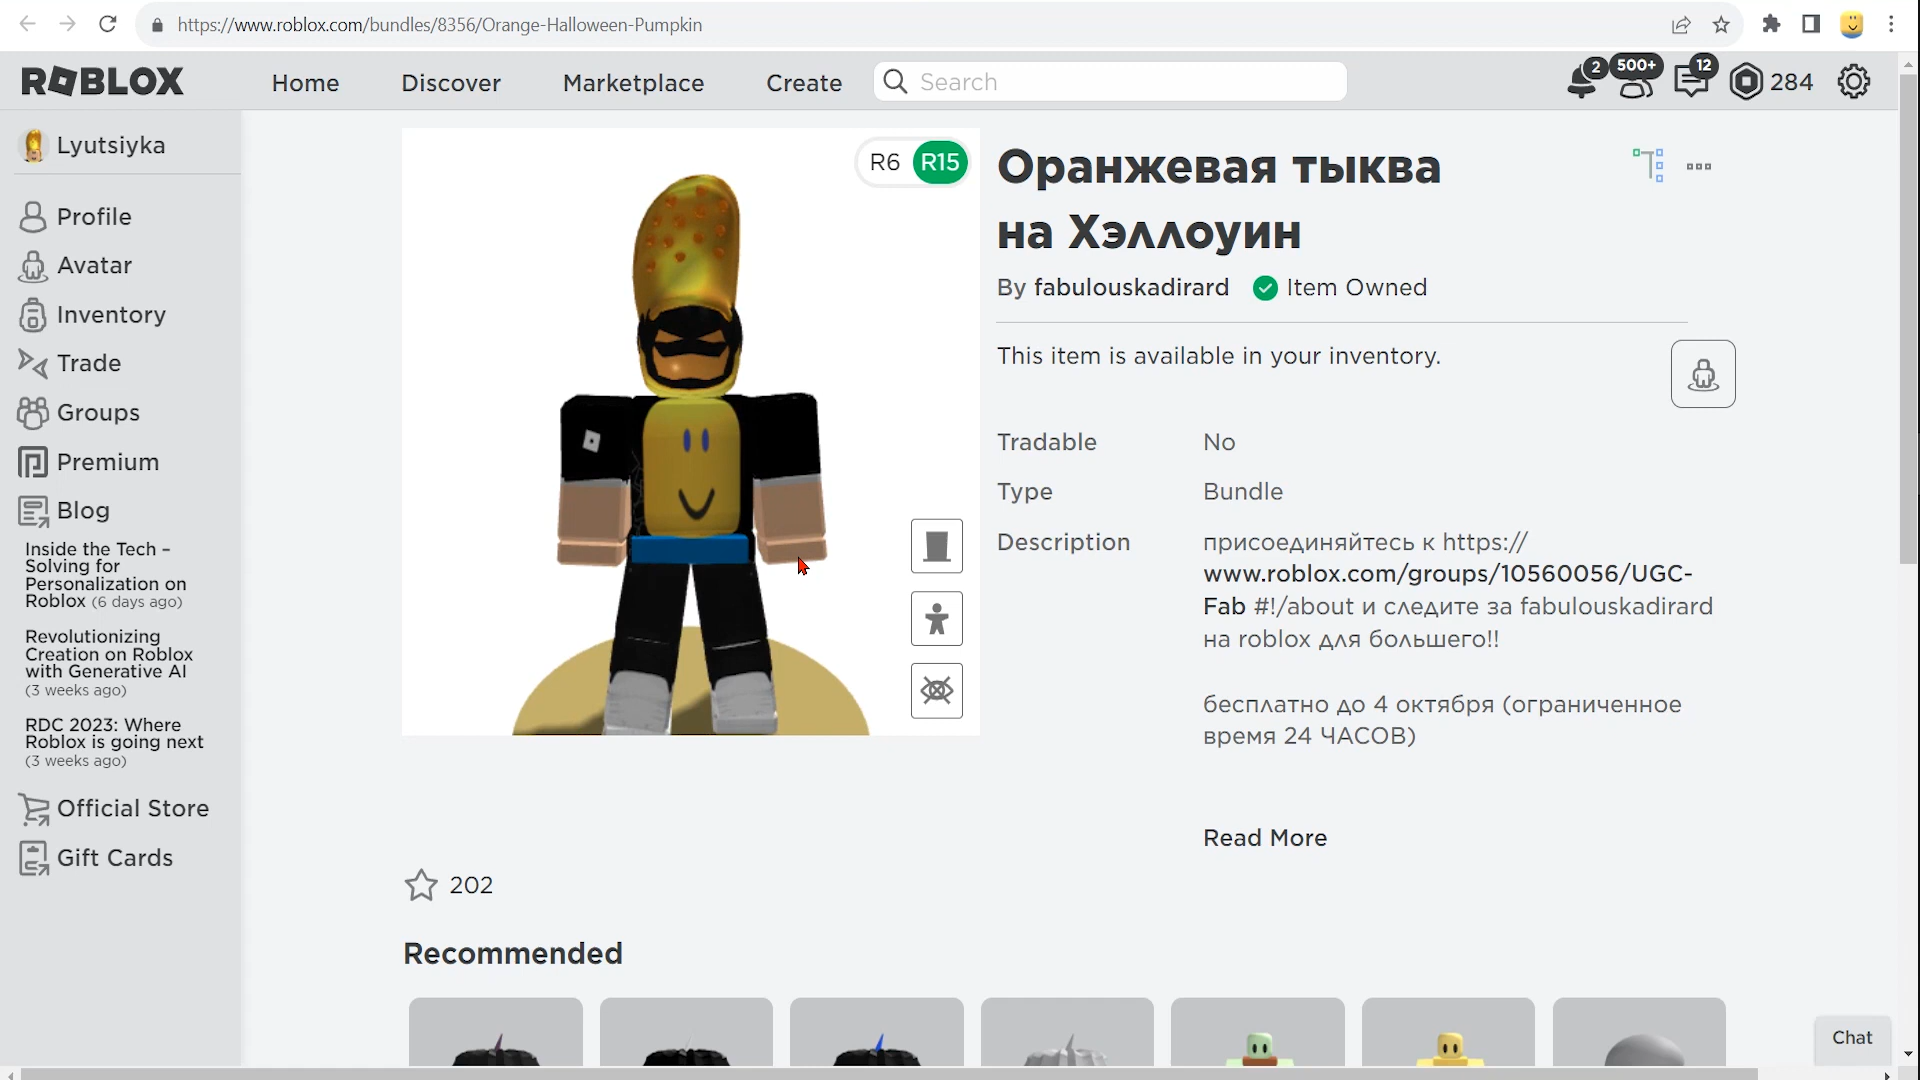 https://www.roblox.com/bundles/8356/Orange-Halloween-Pumpkin
ROBLOX
Home
Discover
Marketplace
Create
Search
2
500+
12
284
Lyutsiyka
Profile
Avatar
Inventory
Trade
Groups
Premium
Blog
Inside the Tech –
Solving for
Personalization on
Roblox (6 days ago)
Revolutionizing
Creation on Roblox
with Generative AI
(3 weeks ago)
RDC 2023: Where
Roblox is going next
(3 weeks ago)
Official Store
Gift Cards
R6 R15
Оранжевая тыква
на Хэллоуин
By fabulouskadirard
Item Owned
This item is available in your inventory.
Tradable No
Type Bundle
Description присоединяйтесь к https://
www.roblox.com/groups/10560056/UGC-
Fab #!/about и следите за fabulouskadirard
на roblox для большего!!
бесплатно до 4 октября (ограниченное
время 24 ЧАСОВ)
Read More
202
Recommended
Chat